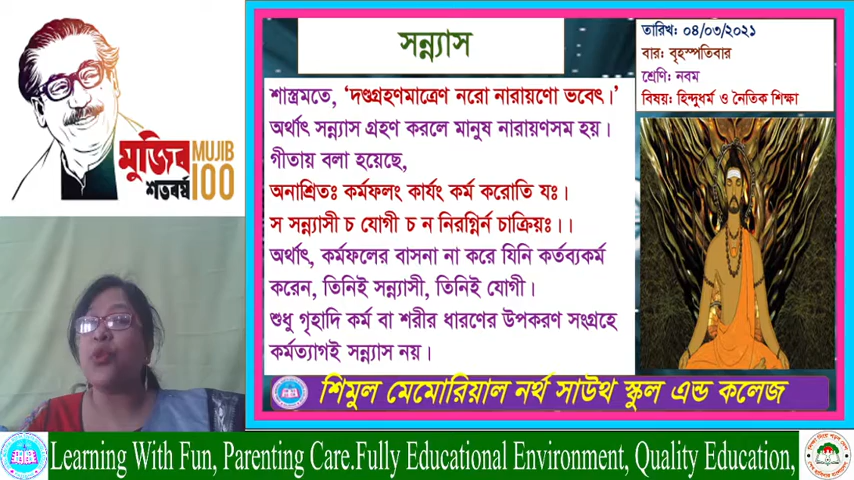 মুজিব
শতবর্ষ
MUJIB
100
সন্ন্যাস
তারিখ: ০৪/০৩/২০২১
বার: বৃহস্পতিবার
শ্রেণি: নবম
বিষয়: হিন্দুধর্ম ও নৈতিক শিক্ষা
শাস্ত্রমতে, ‘দণ্ডগ্রহণমাত্রেণ নরো নারায়ণো ভবেৎ।’
অর্থাৎ সন্ন্যাস গ্রহণ করলে মানুষ নারায়ণসম হয়।
গীতায় বলা হয়েছে,
অনাশ্রিতঃ কর্মফলং কার্যং কর্ম করোতি যঃ।
স সন্ন্যাসী চ যোগী চ ন নিরগ্নির্ন চাক্রিয়ঃ।।
অর্থাৎ, কর্মফলের বাসনা না করে যিনি কর্তব্যকর্ম
করেন, তিনিই সন্ন্যাসী, তিনিই যোগী।
শুধু গৃহাদি কর্ম বা শরীর ধারণের উপকরণ সংগ্রহে
কর্মত্যাগই সন্ন্যাস নয়।
শিমুল মেমোরিয়াল নর্থ সাউথ স্কুল এন্ড কলেজ
Learning With Fun, Parenting Care.Fully Educational Environment, Quality Education,